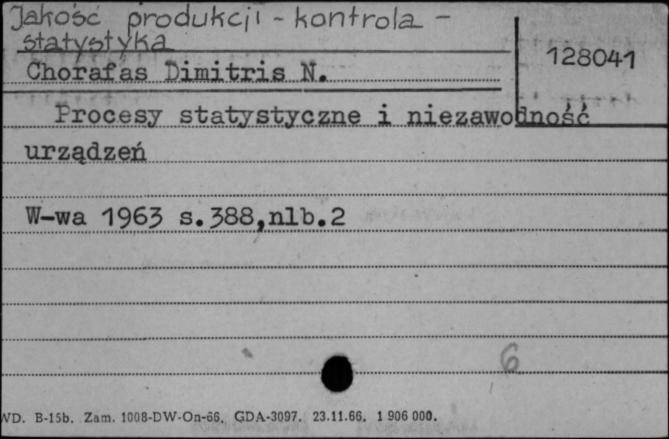 Jakość produkcji - kontrola -
statystyka
128041
Chorafas Dimitris N.
Procesy statystyczne i niezawodność
urządzeń
W-wa 1963 s.388,nlb.2
6
WD. B-15b. Zam. 1008-DW-On-66. GDA-3097. 23.11.66. 1 906 000.